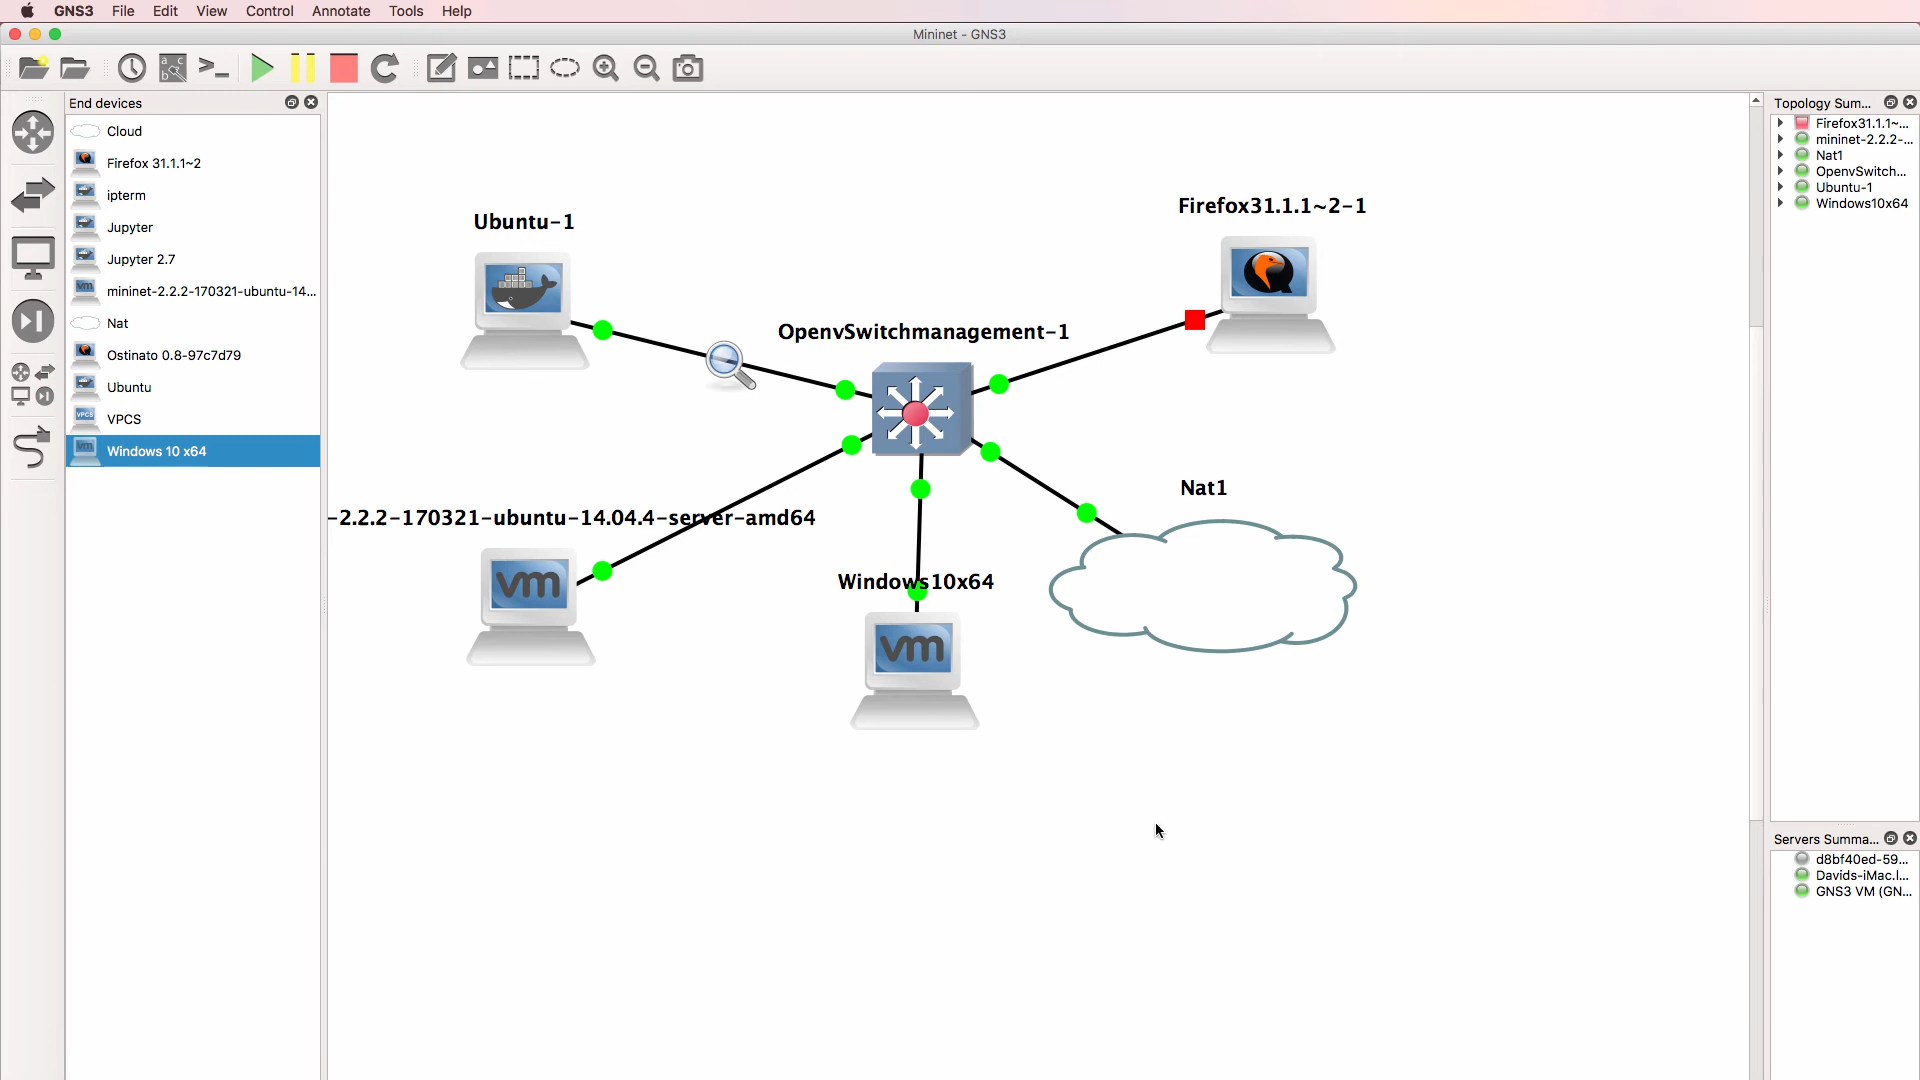 GNS3 File Edit View Control Annotate Tools Help
Mininet - GNS3
End devices
Cloud
Firefox 31.1.1~2
ipterm
Jupyter
Jupyter 2.7
mininet-2.2.2-170321-ubuntu-14...
Nat
Ostinato 0.8-97c7d79
Ubuntu
VPCS
Windows 10 x64
Ubuntu-1
Firefox31.1.1~2-1
OpenvSwitchmanagement-1
Nat1
-2.2.2-170321-ubuntu-14.04.4-server-amd64
vm
Windows10x64
vm
Topology Sum...
Firefox31.1.1~...
mininet-2.2.2-...
Nat1
OpenvSwitch...
Ubuntu-1
Windows10x64
Servers Summa...
d8bf40ed-59...
Davids-iMac.l...
GNS3 VM (GN...